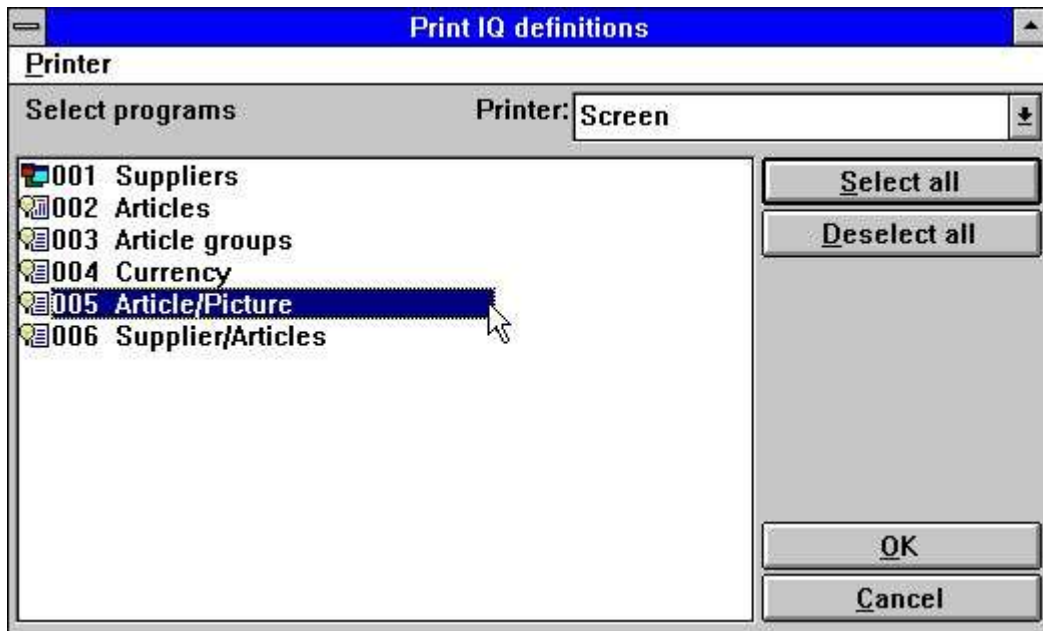 Print IQ definitions
Printer
Select programs Printer: Screen
001 Suppliers
002 Articles
003 Article groups
004 Currency
005 Article/Picture
006 Supplier/Articles
Select all
Deselect all
OK
Cancel